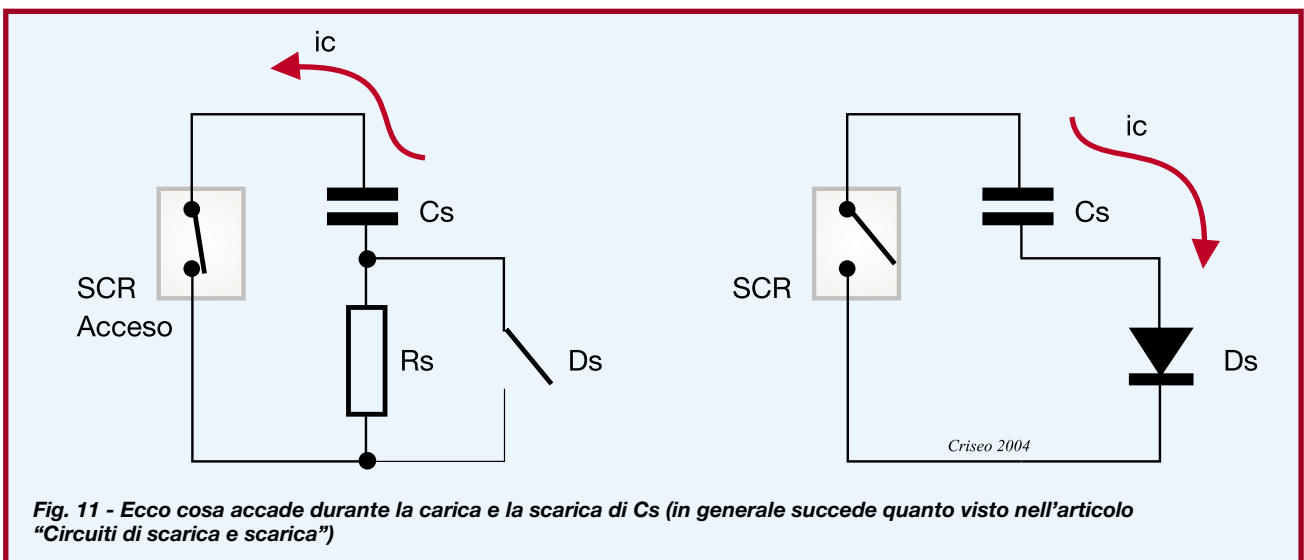 ic
Cs
SCR
Acceso
Rs
Ds
ic
Cs
SCR
Ds
Criseo 2004
Fig. 11 - Ecco cosa accade durante la carica e la scarica di Cs (in generale succede quanto visto nell'articolo
“Circuiti di scarica e scarica”)